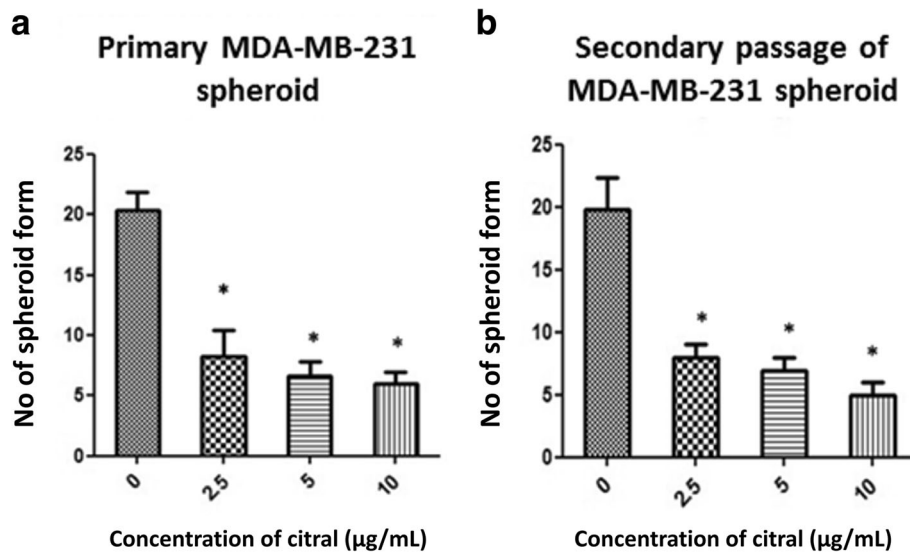 a
Primary MDA-MB-231
spheroid
No of spheroid form
25
20
15
10
5
0
*
*
*
0
2.5
5
10
Concentration of citral (µg/mL)
b
Secondary passage of
MDA-MB-231 spheroid
No of spheroid form
25
20
15
10
5
0
*
*
*
0
2.5
5
10
Concentration of citral (µg/mL)